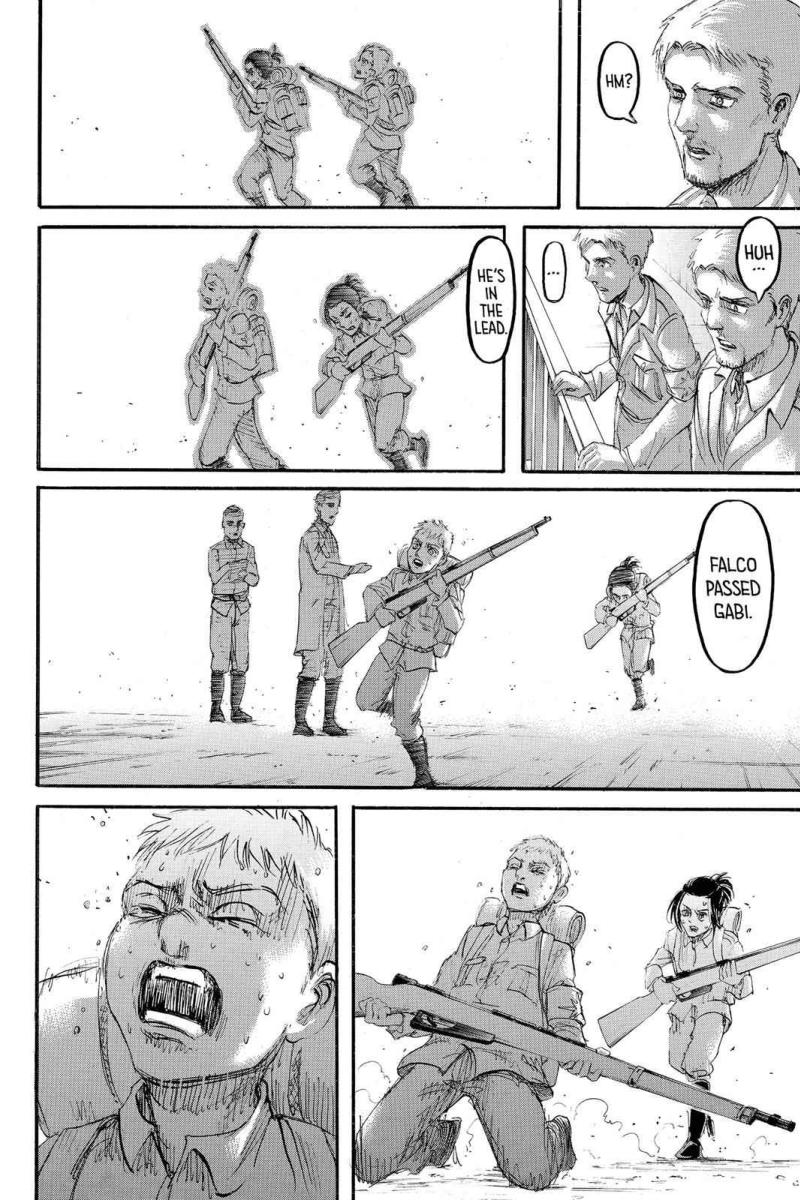 HM?
HUH
...
...
HE'S
IN
THE
LEAD.
FALCO
PASSED
GABI.